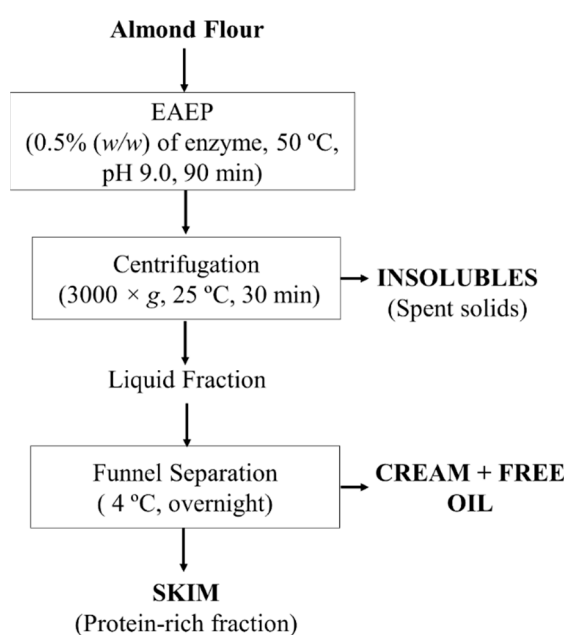 Almond Flour
EAEP
(0.5% (w/w) of enzyme, 50 ºC,
pH 9.0, 90 min)
Centrifugation
(3000 × g, 25 ºC, 30 min)
INSOLUBLES
(Spent solids)
Liquid Fraction
Funnel Separation
( 4 ºC, overnight)
CREAM + FREE
OIL
SKIM
(Protein-rich fraction)